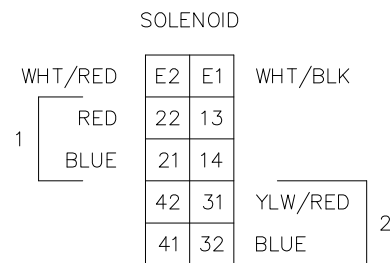 SOLENOID
WHT/RED E2 E1 WHT/BLK
RED 22 13
1
BLUE 21 14
42 31 YLW/RED
2
41 32 BLUE